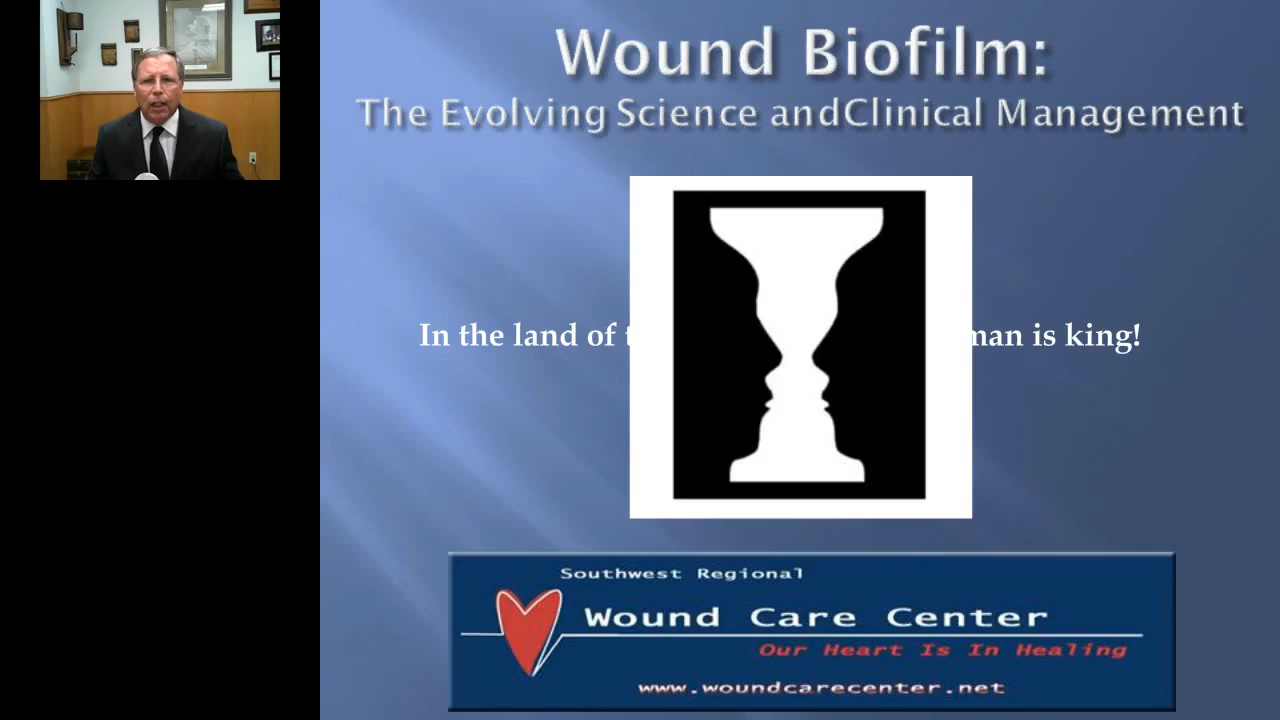 Wound Biofilm:
The Evolving Science andClinical Management
In the land of man is king!
Southwest Regional
Wound Care Center
Our Heart Is In Healing
www.woundcarecenter.net